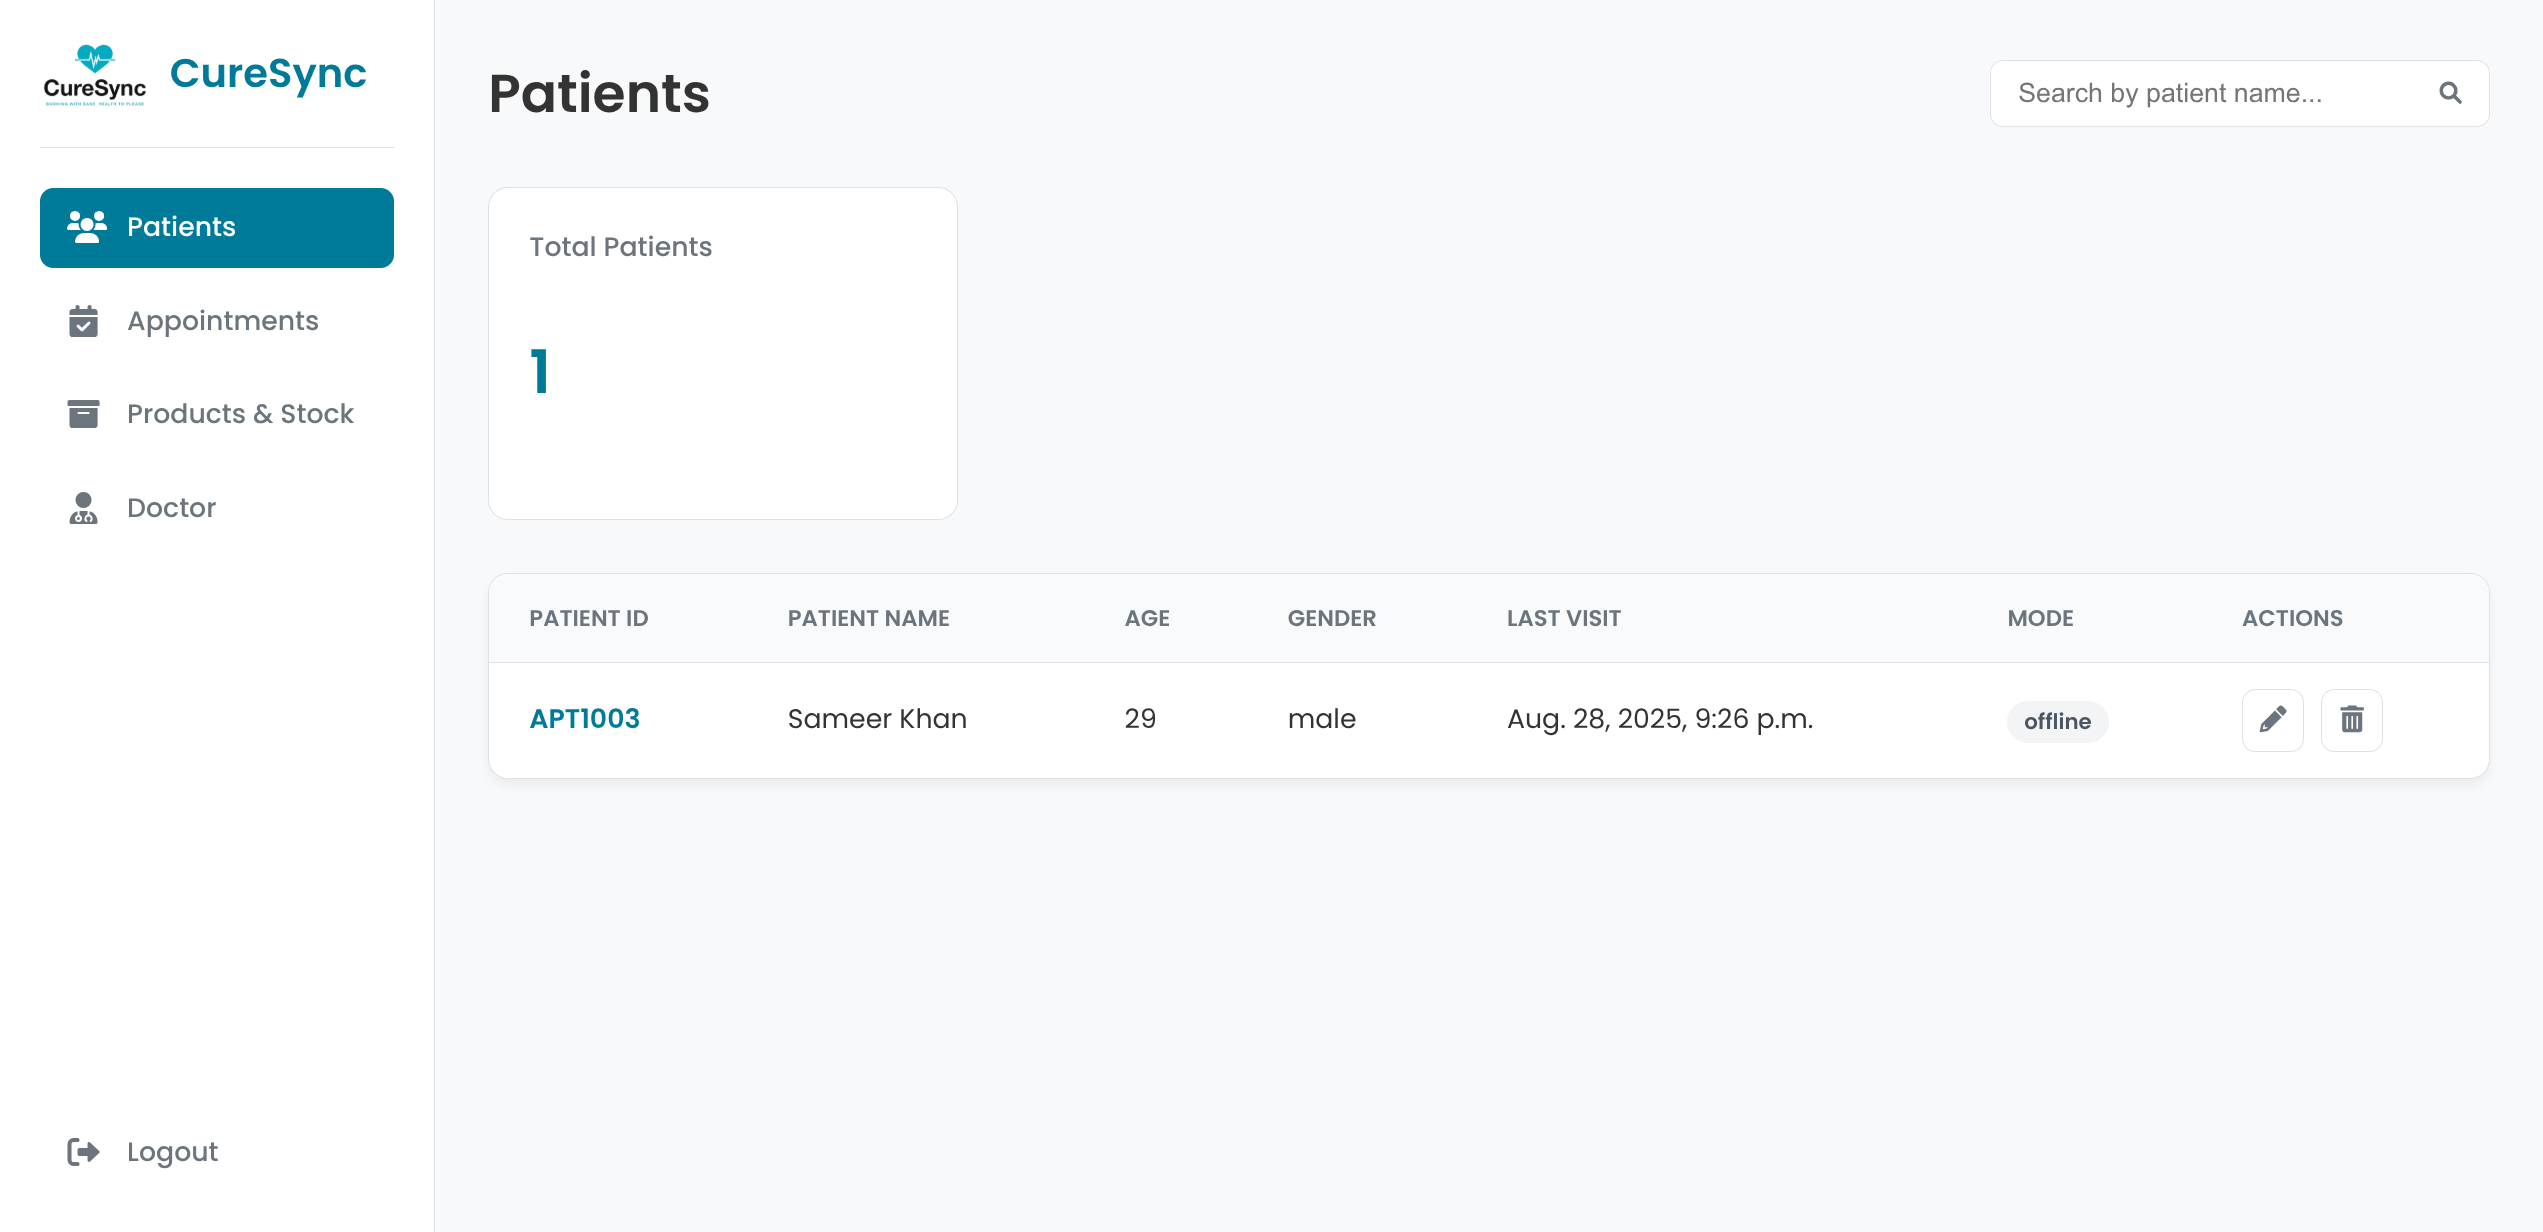 CureSync
CureSync
Patients
Appointments
Products & Stock
Doctor
Logout
Patients
Search by patient name...
Total Patients
1
PATIENT ID PATIENT NAME AGE GENDER LAST VISIT MODE ACTIONS
APT1003 Sameer Khan 29 male Aug. 28, 2025, 9:26 p.m. offline